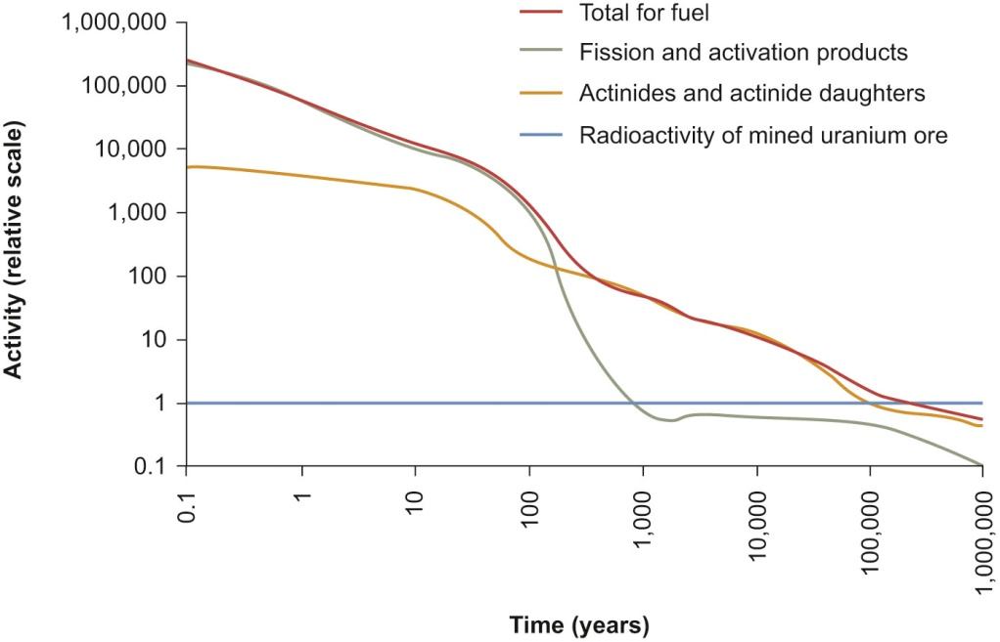 Total for fuel
Fission and activation products
Actinides and actinide daughters
Radioactivity of mined uranium ore
Activity (relative scale)
1,000,000
100,000
10,000
1,000
100
10
1
0.1
0.1
1
10
100
1,000
10,000
100,000
1,000,000
Time (years)